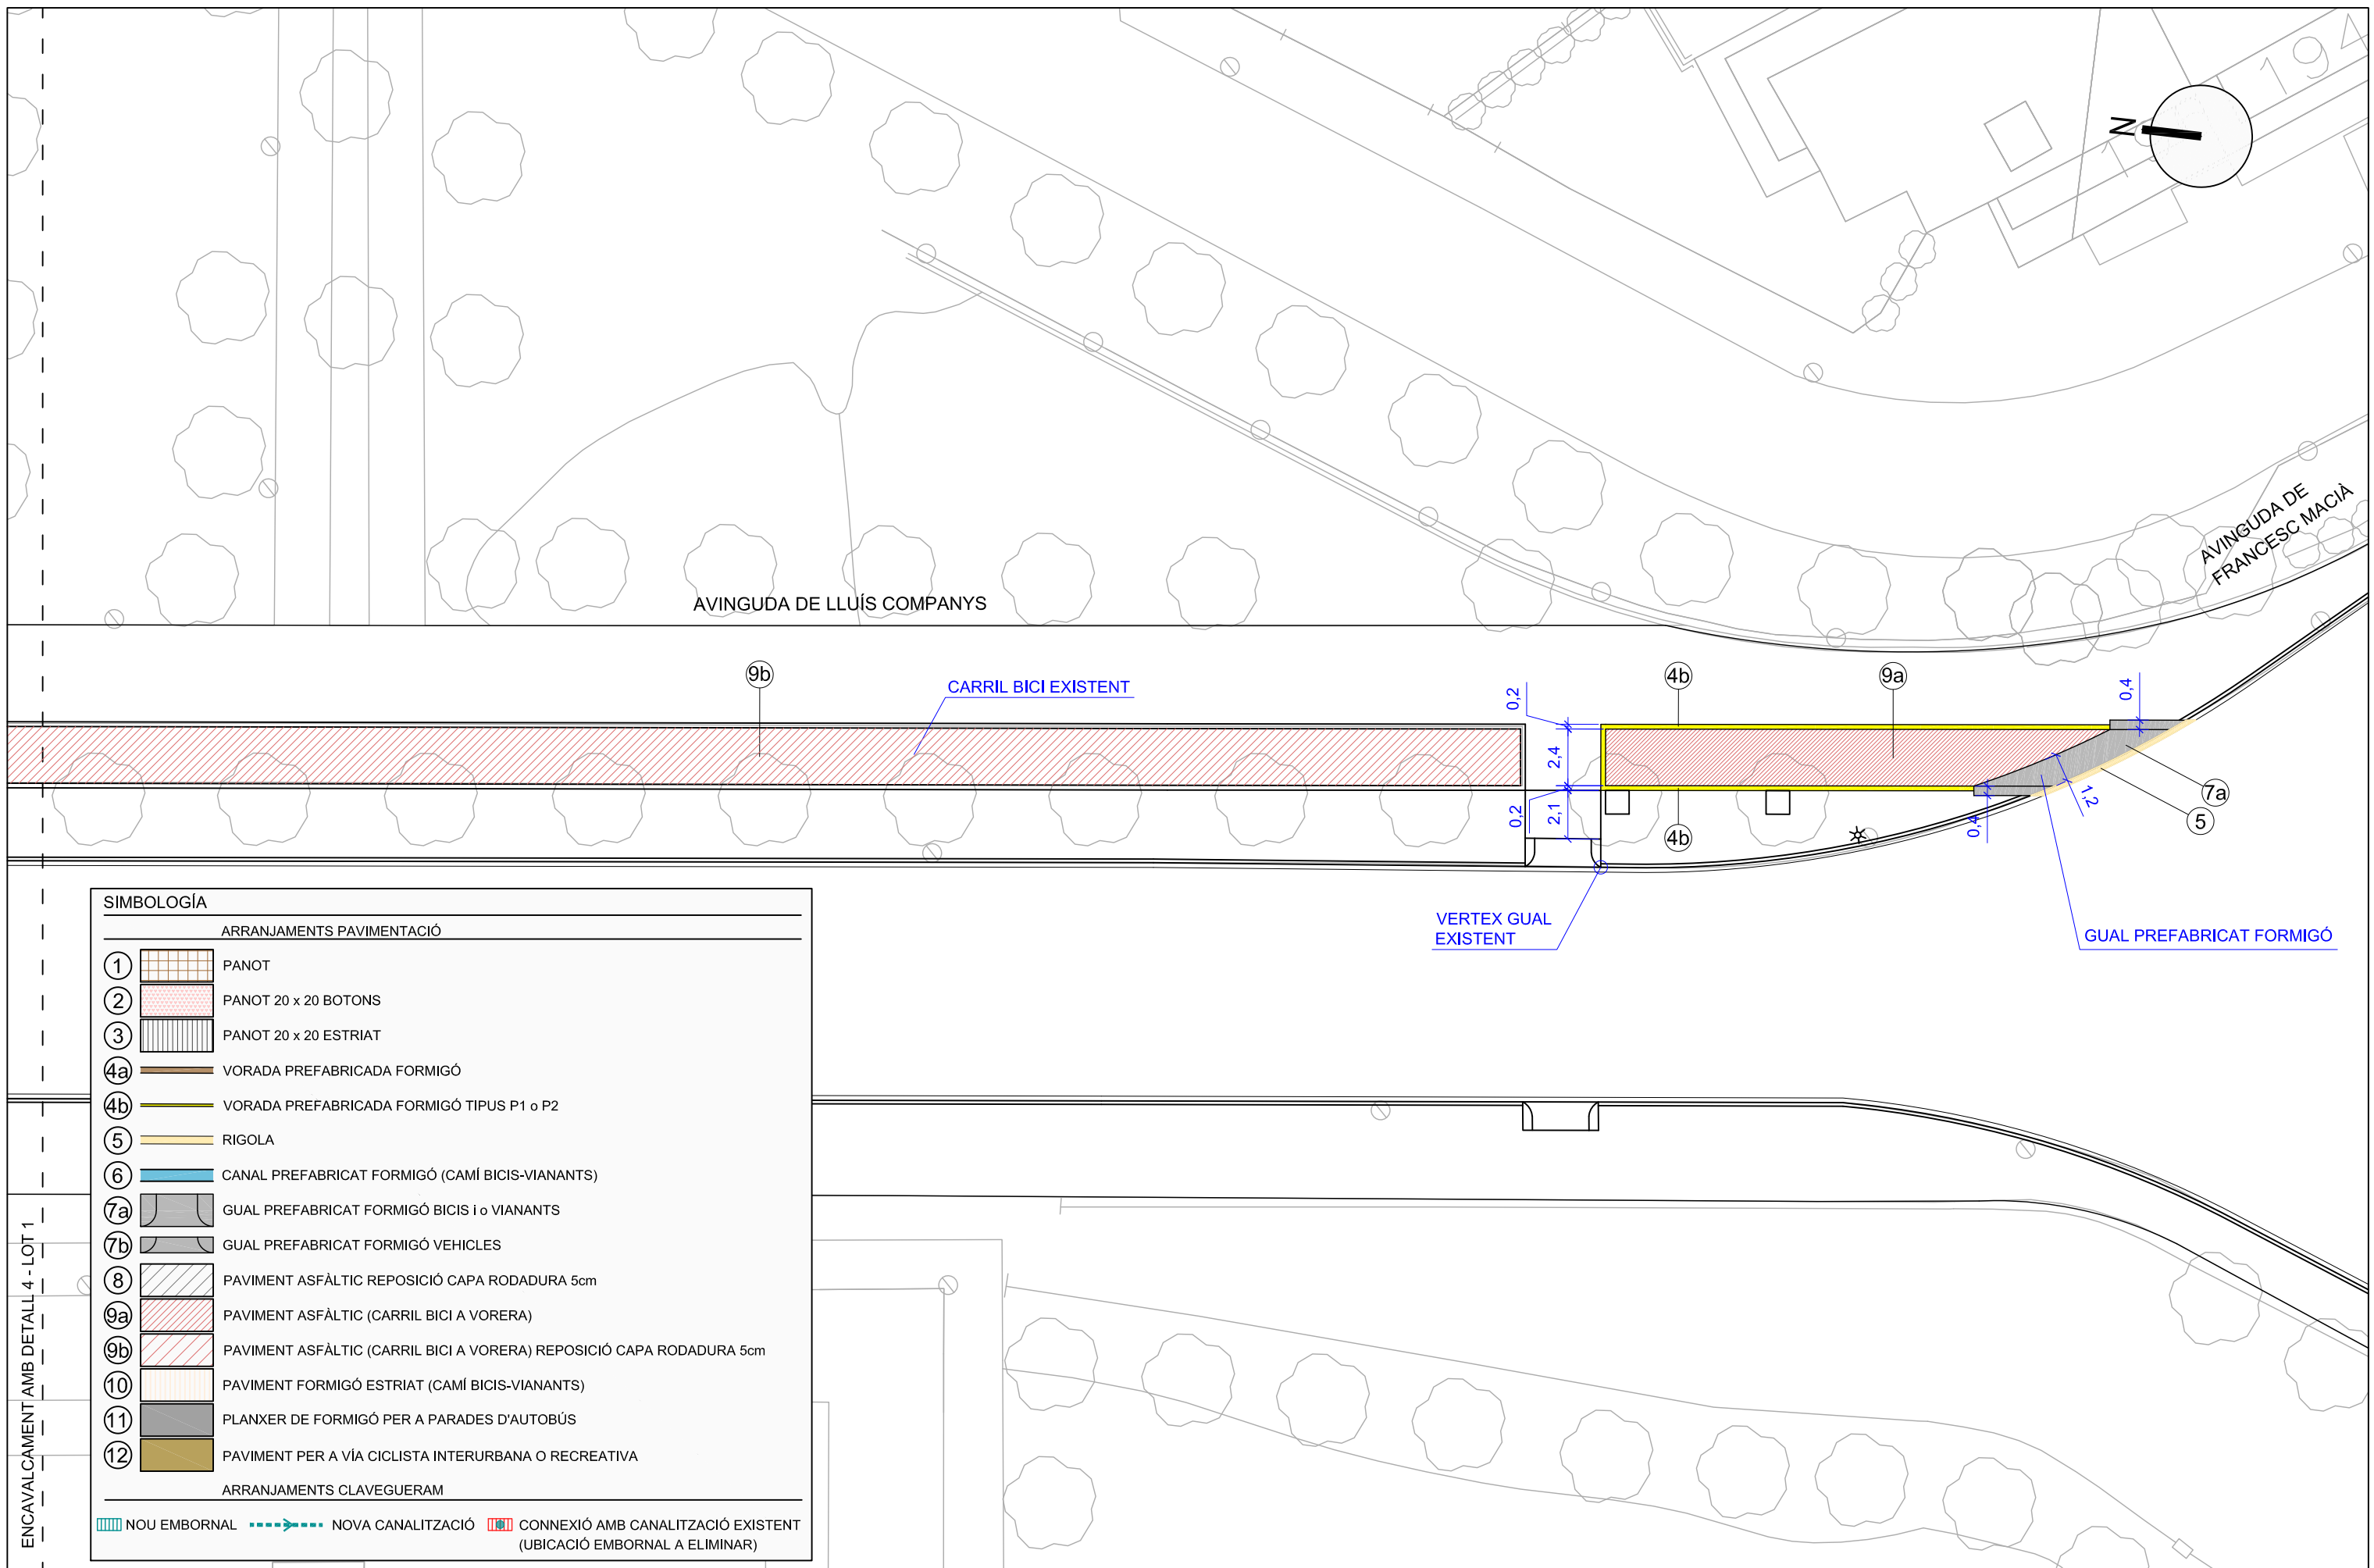 194
N
AVINGUDA DE
FRANCESC MACIÀ
AVINGUDA DE LLUÍS COMPANYS
9b
CARRIL BICI EXISTENT
0,2
4b
9a
0,4
2,4
0,2
2,1
4b
0,4
1,2
7a
5
VERTEX GUAL
EXISTENT
GUAL PREFABRICAT FORMIGÓ
ENCAVALCAMENT AMB DETALL 4 - LOT 1
SIMBOLOGÍA
ARRANJAMENTS PAVIMENTACIÓ
1 PANOT
2 PANOT 20 x 20 BOTONS
3 PANOT 20 x 20 ESTRIAT
4a VORADA PREFABRICADA FORMIGÓ
4b VORADA PREFABRICADA FORMIGÓ TIPUS P1 o P2
5 RIGOLA
6 CANAL PREFABRICAT FORMIGÓ (CAMÍ BICIS-VIANANTS)
7a GUAL PREFABRICAT FORMIGÓ BICIS i o VIANANTS
7b GUAL PREFABRICAT FORMIGÓ VEHICLES
8 PAVIMENT ASFÀLTIC REPOSICIÓ CAPA RODADURA 5cm
9a PAVIMENT ASFÀLTIC (CARRIL BICI A VORERA)
9b PAVIMENT ASFÀLTIC (CARRIL BICI A VORERA) REPOSICIÓ CAPA RODADURA 5cm
10 PAVIMENT FORMIGÓ ESTRIAT (CAMÍ BICIS-VIANANTS)
11 PLANXER DE FORMIGÓ PER A PARADES D'AUTOBÚS
12 PAVIMENT PER A VÍA CICLISTA INTERURBANA O RECREATIVA
ARRANJAMENTS CLAVEGUERAM
NOU EMBORNAL NOVA CANALITZACIÓ CONNEXIÓ AMB CANALITZACIÓ EXISTENT
(UBICACIÓ EMBORNAL A ELIMINAR)